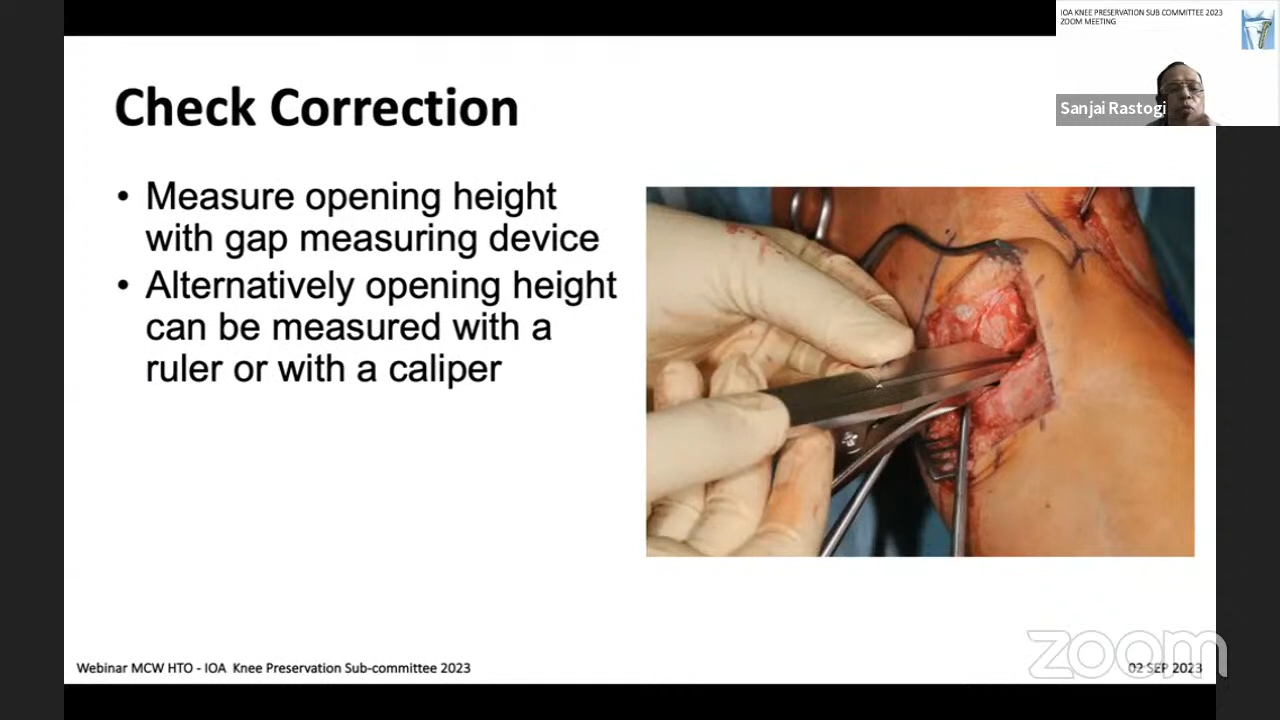 IOA KNEE PRESERVATION SUB COMMITTEE 2023
ZOOM MEETING
Sanjai Rastogi
Check Correction
• Measure opening height
with gap measuring device
• Alternatively opening height
can be measured with a
ruler or with a caliper
Webinar MCW HTO - IOA Knee Preservation Sub-committee 2023
02 SEP 2023
zoom